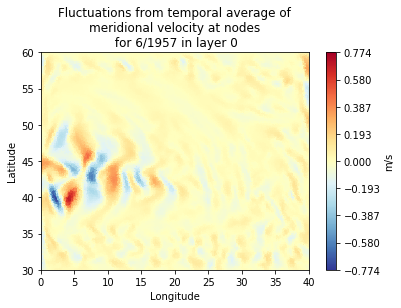 Fluctuations from temporal average of
meridional velocity at nodes
for 6/1957 in layer 0
60
55
50
45
40
35
30
Latitude
0 5 10 15 20 25 30 35 40
Longitude
0.774
0.580
0.387
0.193
0.000
−0.193
−0.387
−0.580
−0.774
m/s